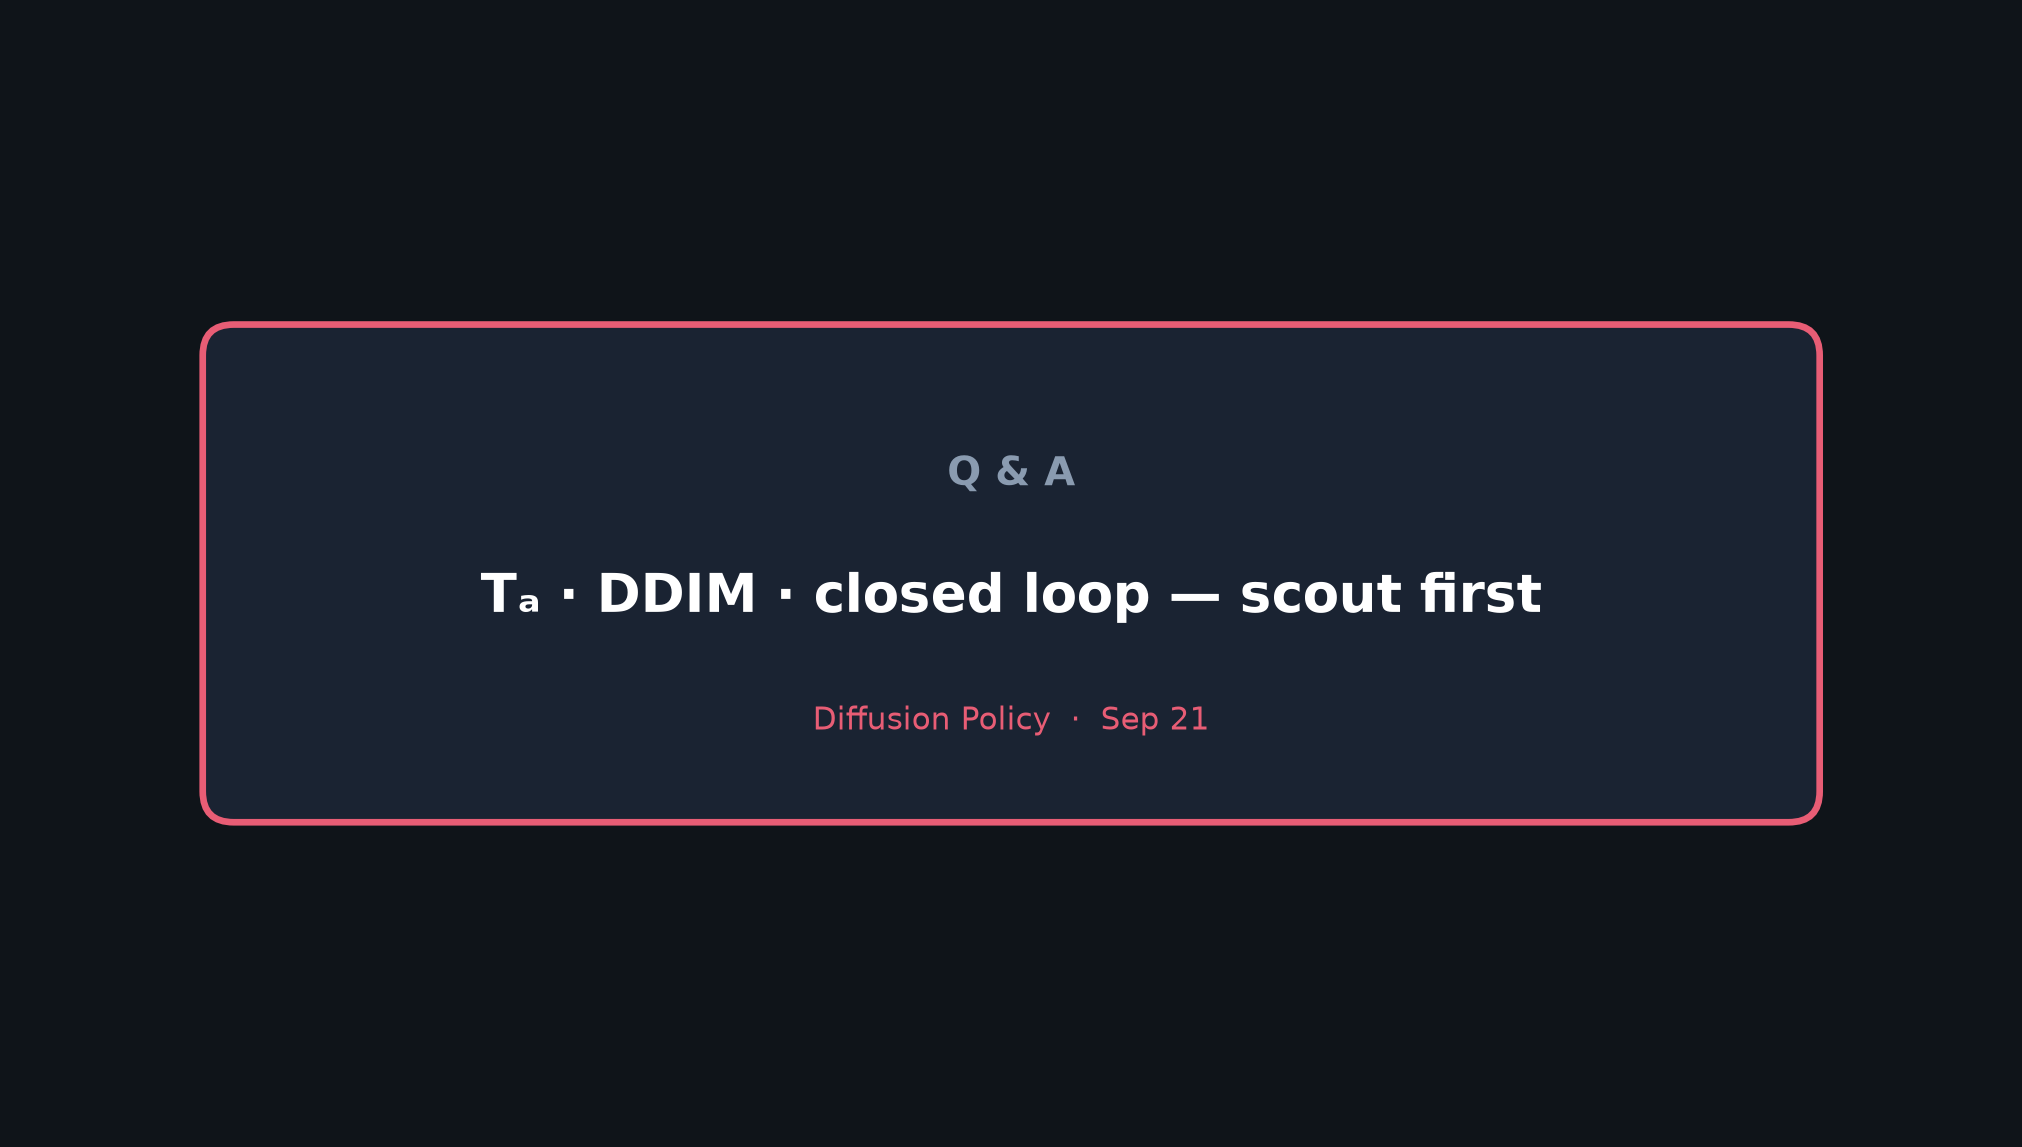 Q & A
Tₐ · DDIM · closed loop — scout first
Diffusion Policy · Sep 21